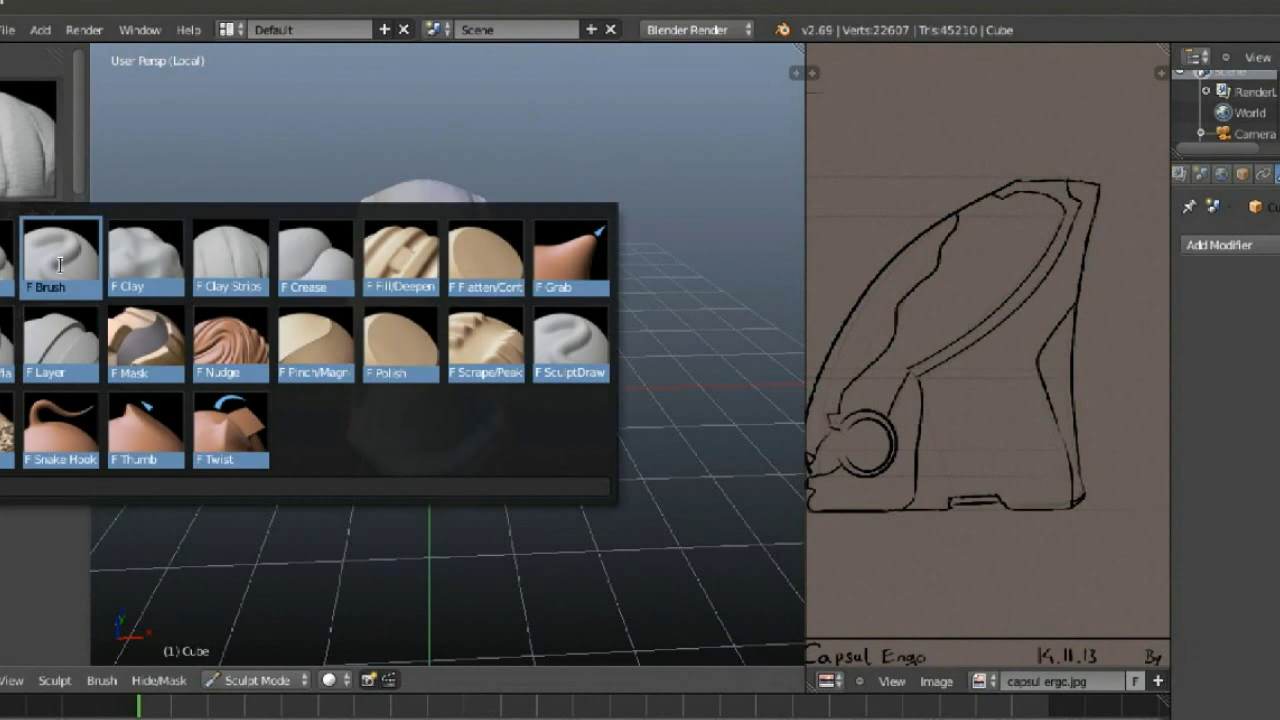 File Add Render Window Help Default Scene Blender Render v2.69 | Verts:22607 | Tris:45210 | Cube
User Persp (Local)
View
Scene
RenderL
World
Camera
Add Modifier
F Brush F Clay F Clay Strips F Crease F Fill/Deepen F Flatten/Cont F Grab
F Layer F Mask F Nudge F Pinch/Magn F Polish F Scrape/Peak F SculptDraw
F Snake Hook F Thumb F Twist
(1) Cube
Capsul Ergo 14.11.13 By
View Sculpt Brush Hide/Mask Sculpt Mode View Image capsul ergo.jpg F